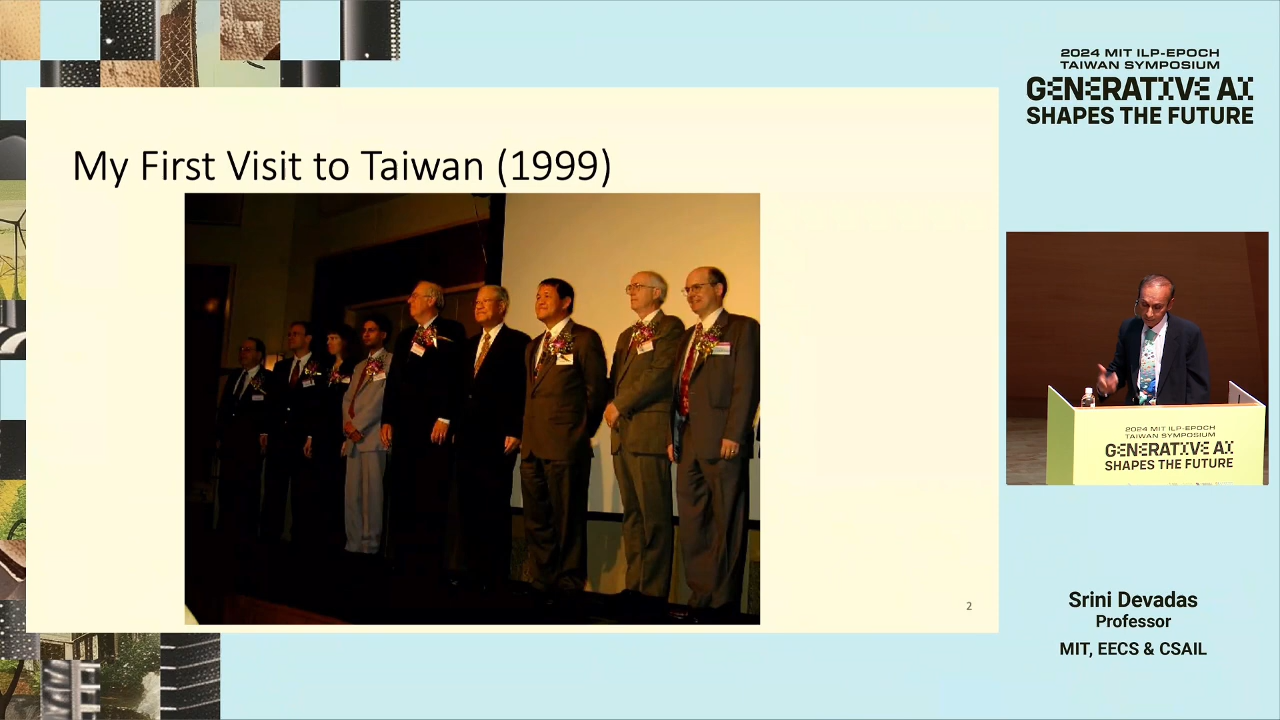 My First Visit to Taiwan (1999)
2
2024 MIT ILP-EPOCH
TAIWAN SYMPOSIUM
GENERATIVE AI
SHAPES THE FUTURE
2024 MIT ILP-EPOCH
TAIWAN SYMPOSIUM
GENERATIVE AI
SHAPES THE FUTURE
Srini Devadas
Professor
MIT, EECS & CSAIL